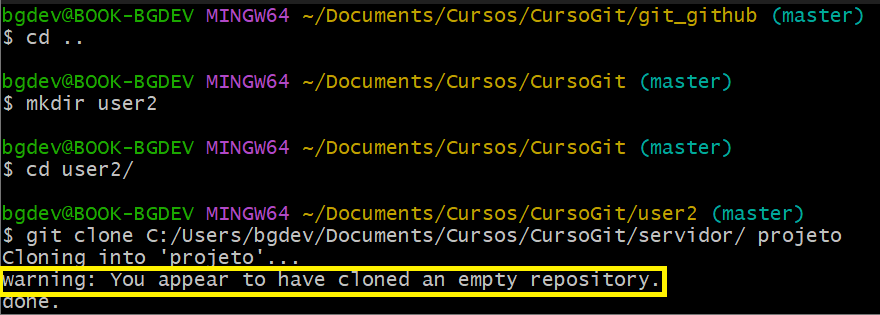 bgdev@BOOK-BGDEV MINGW64 ~/Documents/Cursos/CursoGit/git_github (master)
$ cd ..
bgdev@BOOK-BGDEV MINGW64 ~/Documents/Cursos/CursoGit (master)
$ mkdir user2
bgdev@BOOK-BGDEV MINGW64 ~/Documents/Cursos/CursoGit (master)
$ cd user2/
bgdev@BOOK-BGDEV MINGW64 ~/Documents/Cursos/CursoGit/user2 (master)
$ git clone C:/Users/bgdev/Documents/Cursos/CursoGit/servidor/ projeto
Cloning into 'projeto'...
warning: You appear to have cloned an empty repository.
done.